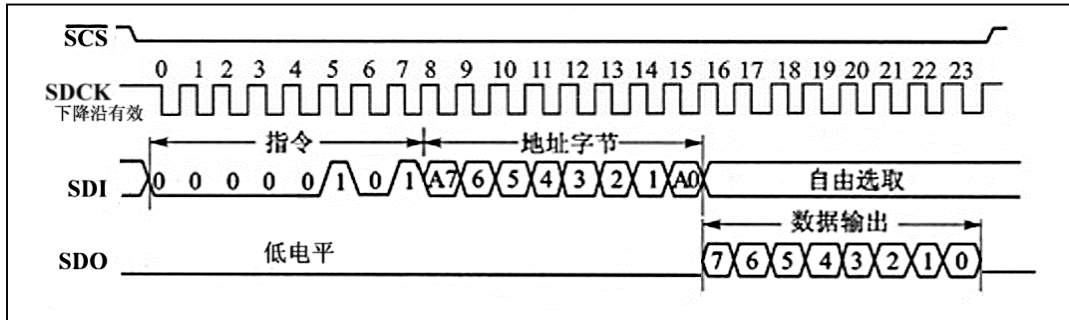 SCS
0 1 2 3 4 5 6 7 8 9 10 11 12 13 14 15 16 17 18 19 20 21 22 23
SDCK
下降沿有效
指令 地址字节
SDI 0 0 0 0 0 1 0 1 A7 6 5 4 3 2 1 A0 自由选取
数据输出
SDO 低电平 7 6 5 4 3 2 1 0